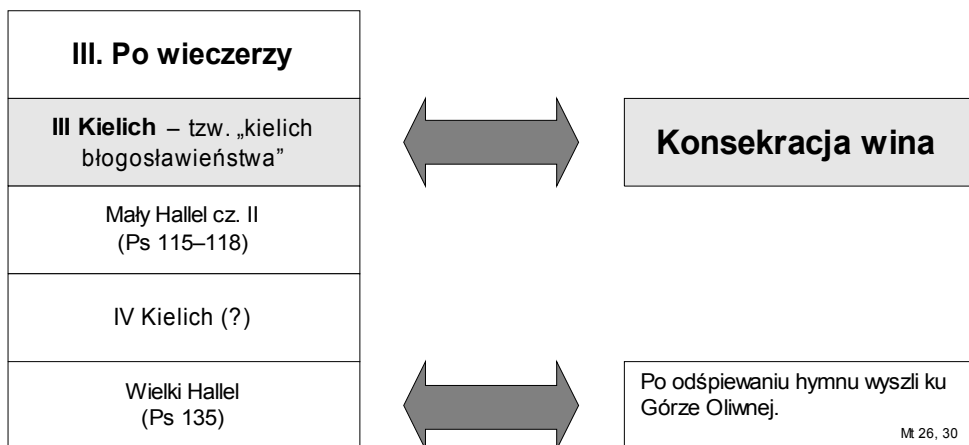 III. Po wieczerzy
III Kielich – tzw. „kielich
błogosławieństwa”
Konsekracja wina
Mały Hallel cz. II
(Ps 115–118)
IV Kielich (?)
Wielki Hallel
(Ps 135)
Po odśpiewaniu hymnu wyszli ku
Górze Oliwnej.
Mt 26, 30